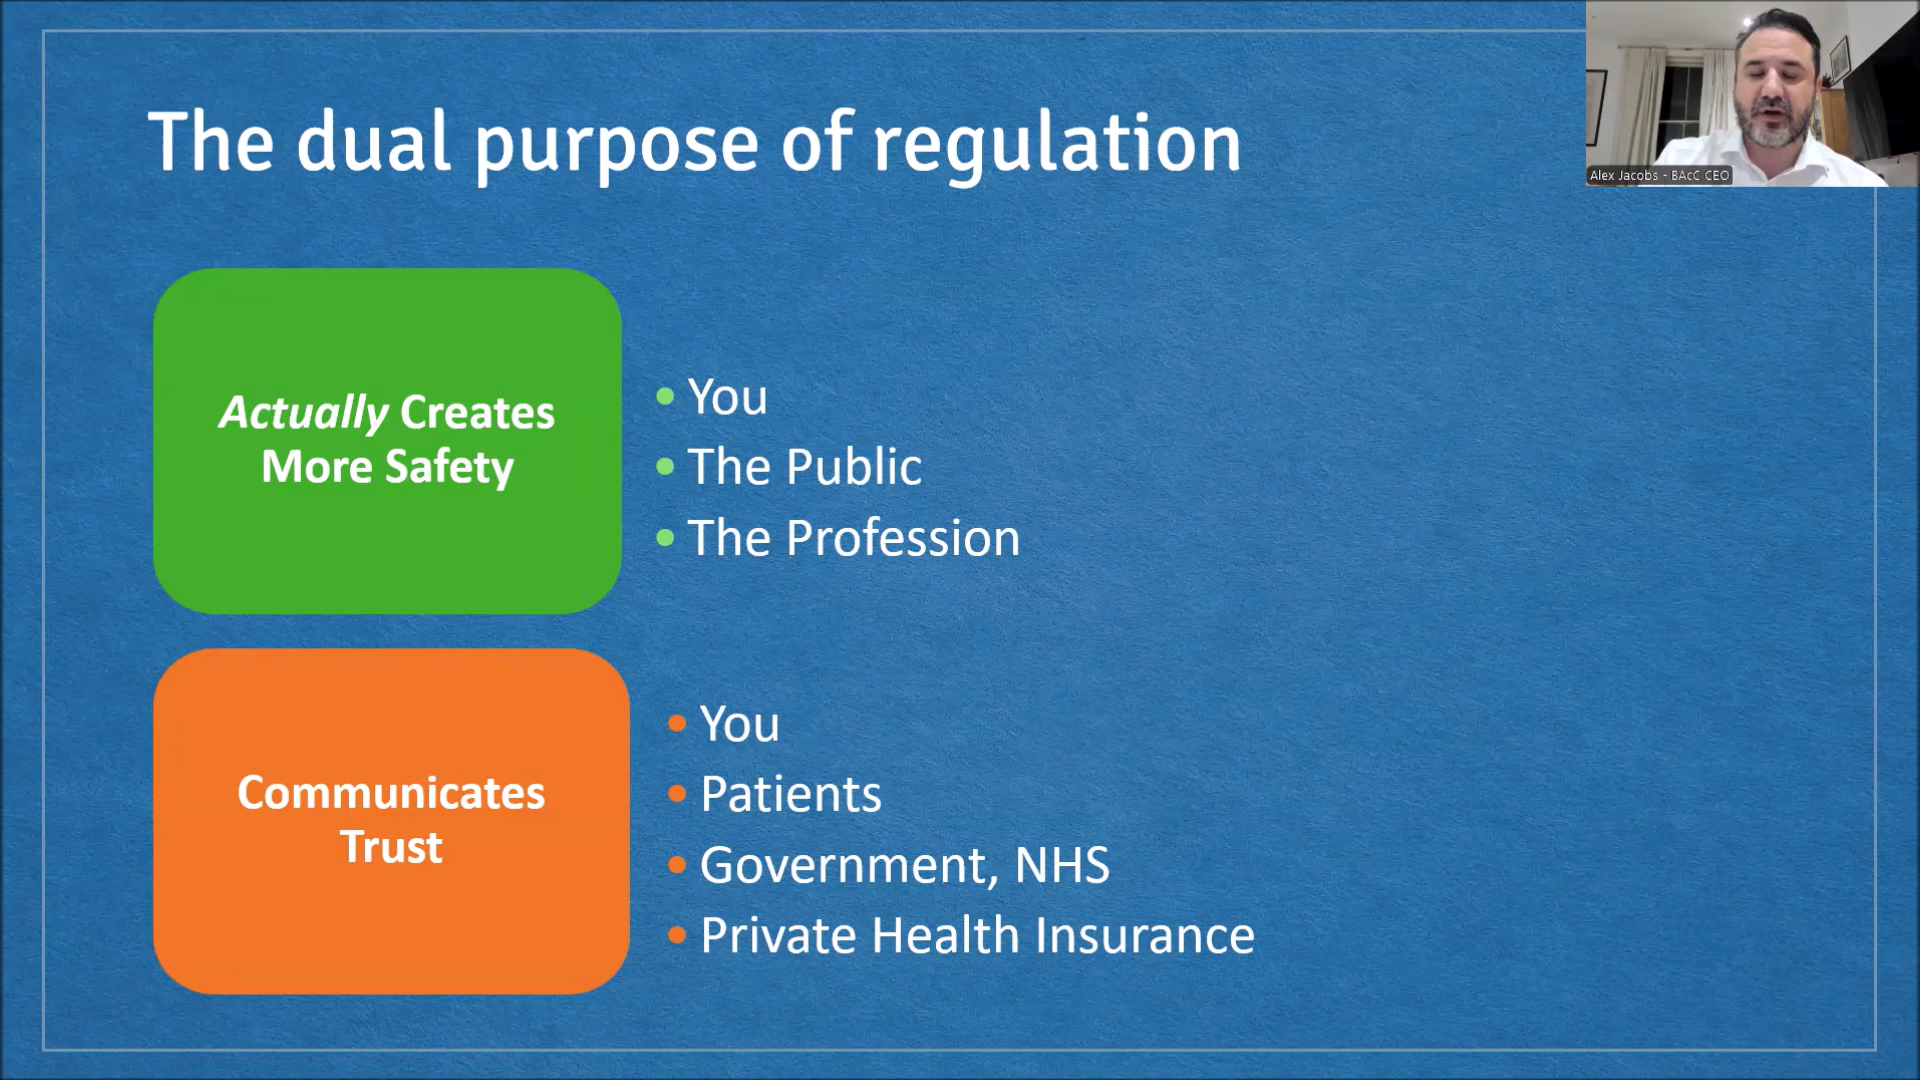 The dual purpose of regulation
Alex Jacobs - BAcC CEO
Actually Creates
More Safety
• You
• The Public
• The Profession
Communicates
Trust
• You
• Patients
• Government, NHS
• Private Health Insurance